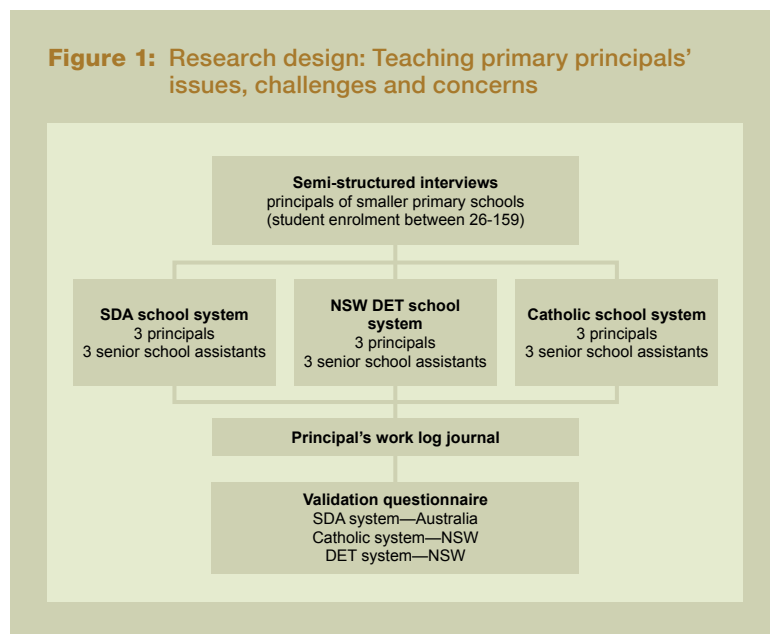 Figure 1: Research design: Teaching primary principals'
issues, challenges and concerns
Semi-structured interviews
principals of smaller primary schools
(student enrolment between 26-159)
SDA school system
3 principals
3 senior school assistants
NSW DET school
system
3 principals
3 senior school assistants
Catholic school system
3 principals
3 senior school assistants
Principal's work log journal
Validation questionnaire
SDA system—Australia
Catholic system—NSW
DET system—NSW